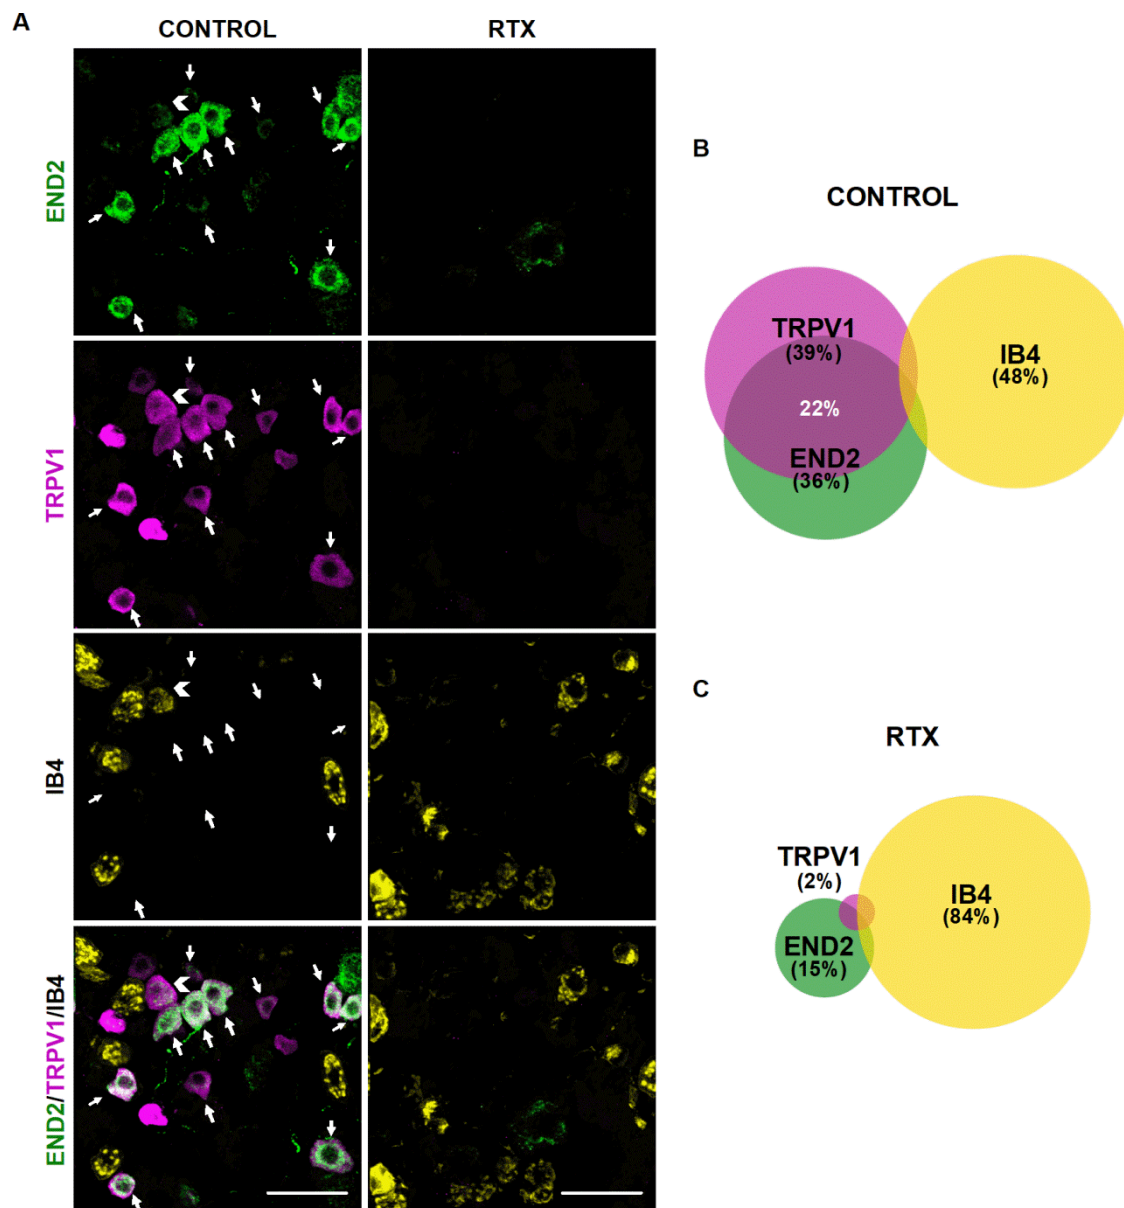 A
CONTROL
RTX
END2
TRPV1
IB4
END2/TRPV1/IB4
B
CONTROL
TRPV1
(39%)
22%
END2
(36%)
IB4
(48%)
C
RTX
TRPV1
(2%)
END2
(15%)
IB4
(84%)